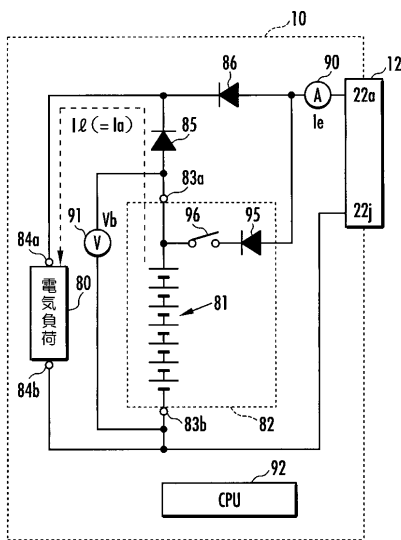 10
86
90
12
A
22a
Ie
Iℓ(=Ia)
85
83a
91
Vb
V
96
95
22j
84a
電気負荷
80
81
84b
83b
82
92
CPU